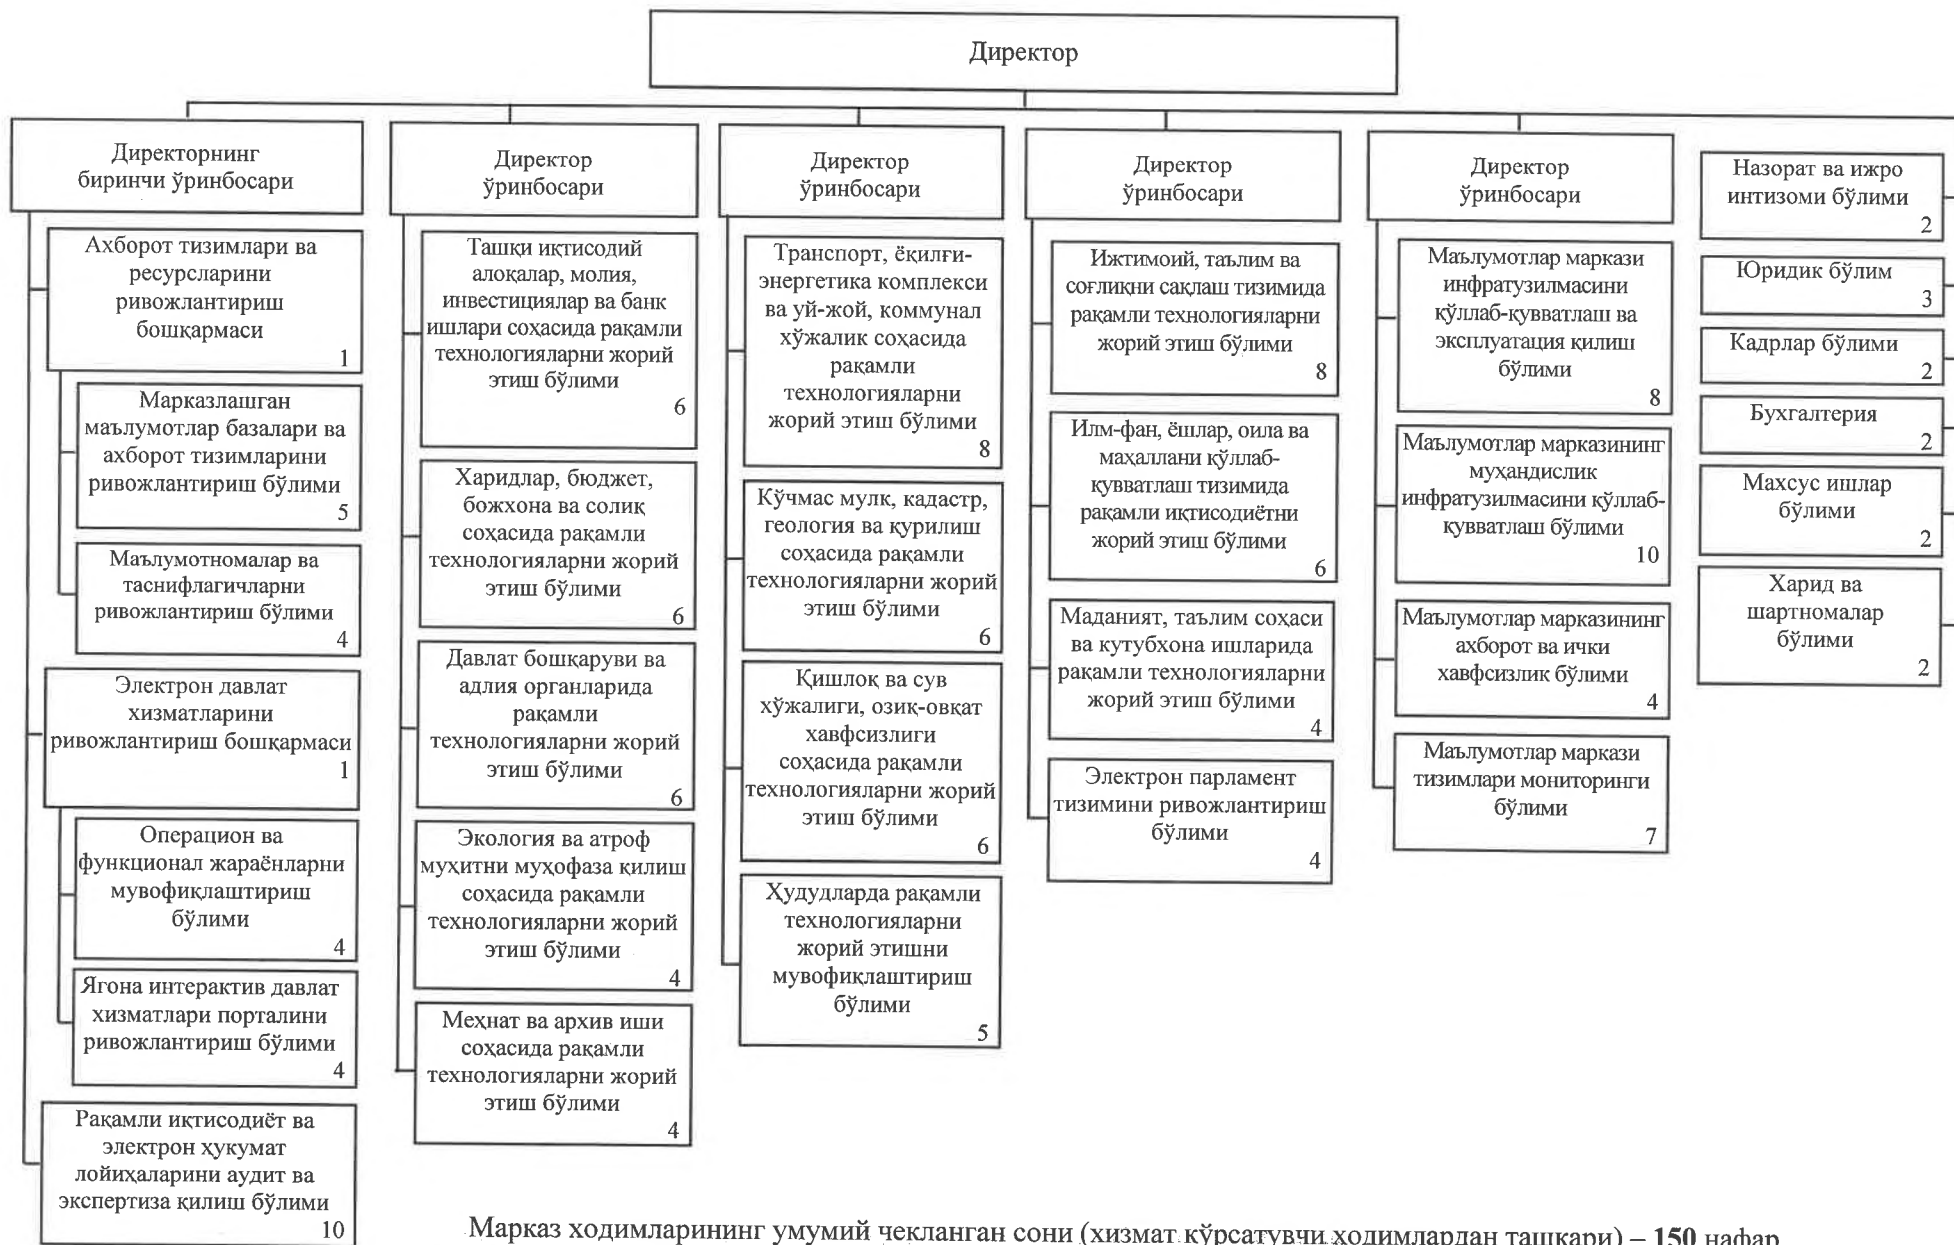 Директор
Директорнинг
биринчи ўринбосари
Ахборот тизимлари ва
ресурсларини
ривожлантириш
бошқармаси
1
Марказлашган
маълумотлар базалари ва
ахборот тизимларини
ривожлантириш бўлими
5
Маълумотномалар ва
таснифлагичларни
ривожлантириш бўлими
4
Электрон давлат
хизматларини
ривожлантириш бошқармаси
1
Операцион ва
функционал жараёнларни
мувофиқлаштириш
бўлими
4
Ягона интерактив давлат
хизматлари порталини
ривожлантириш бўлими
4
Рақамли иқтисодиёт ва
электрон ҳукумат
лойиҳаларини аудит ва
экспертиза қилиш бўлими
10
Директор
ўринбосари
Ташқи иқтисодий
алоқалар, молия,
инвестициялар ва банк
ишлари соҳасида рақамли
технологияларни жорий
этиш бўлими
6
Харидлар, бюджет,
божхона ва солиқ
соҳасида рақамли
технологияларни жорий
этиш бўлими
6
Давлат бошқаруви ва
адлия органларида
рақамли
технологияларни жорий
этиш бўлими
6
Экология ва атроф
муҳитни муҳофаза қилиш
соҳасида рақамли
технологияларни жорий
этиш бўлими
4
Меҳнат ва архив иши
соҳасида рақамли
технологияларни жорий
этиш бўлими
4
Директор
ўринбосари
Транспорт, ёқилғи-
энергетика комплекси
ва уй-жой, коммунал
хўжалик соҳасида
рақамли
технологияларни
жорий этиш бўлими
8
Кўчмас мулк, кадастр,
геология ва қурилиш
соҳасида рақамли
технологияларни жорий
этиш бўлими
6
Қишлоқ ва сув
хўжалиги, озиқ-овқат
хавфсизлиги
соҳасида рақамли
технологияларни жорий
этиш бўлими
6
Ҳудудларда рақамли
технологияларни
жорий этишни
мувофиқлаштириш
бўлими
5
Директор
ўринбосари
Ижтимоий, таълим ва
соғлиқни сақлаш тизимида
рақамли технологияларни
жорий этиш бўлими
8
Илм-фан, ёшлар, оила ва
маҳаллани қўллаб-
қувватлаш тизимида
рақамли иқтисодиётни
жорий этиш бўлими
6
Маданият, таълим соҳаси
ва кутубхона ишларида
рақамли технологияларни
жорий этиш бўлими
4
Электрон парламент
тизимини ривожлантириш
бўлими
4
Директор
ўринбосари
Маълумотлар маркази
инфратузилмасини
қўллаб-қувватлаш ва
эксплуатация қилиш
бўлими
8
Маълумотлар марказининг
муҳандислик
инфратузилмасини қўллаб-
қувватлаш бўлими
10
Маълумотлар марказининг
ахборот ва ички
хавфсизлик бўлими
4
Маълумотлар маркази
тизимлари мониторинги
бўлими
7
Назорат ва ижро
интизоми бўлими
2
Юридик бўлим
3
Кадрлар бўлими
2
Бухгалтерия
2
Махсус ишлар
бўлими
2
Харид ва
шартномалар
бўлими
2
Марказ ходимларининг умумий чекланган сони (хизмат кўрсатувчи ходимлардан ташқари) – 150 нафар